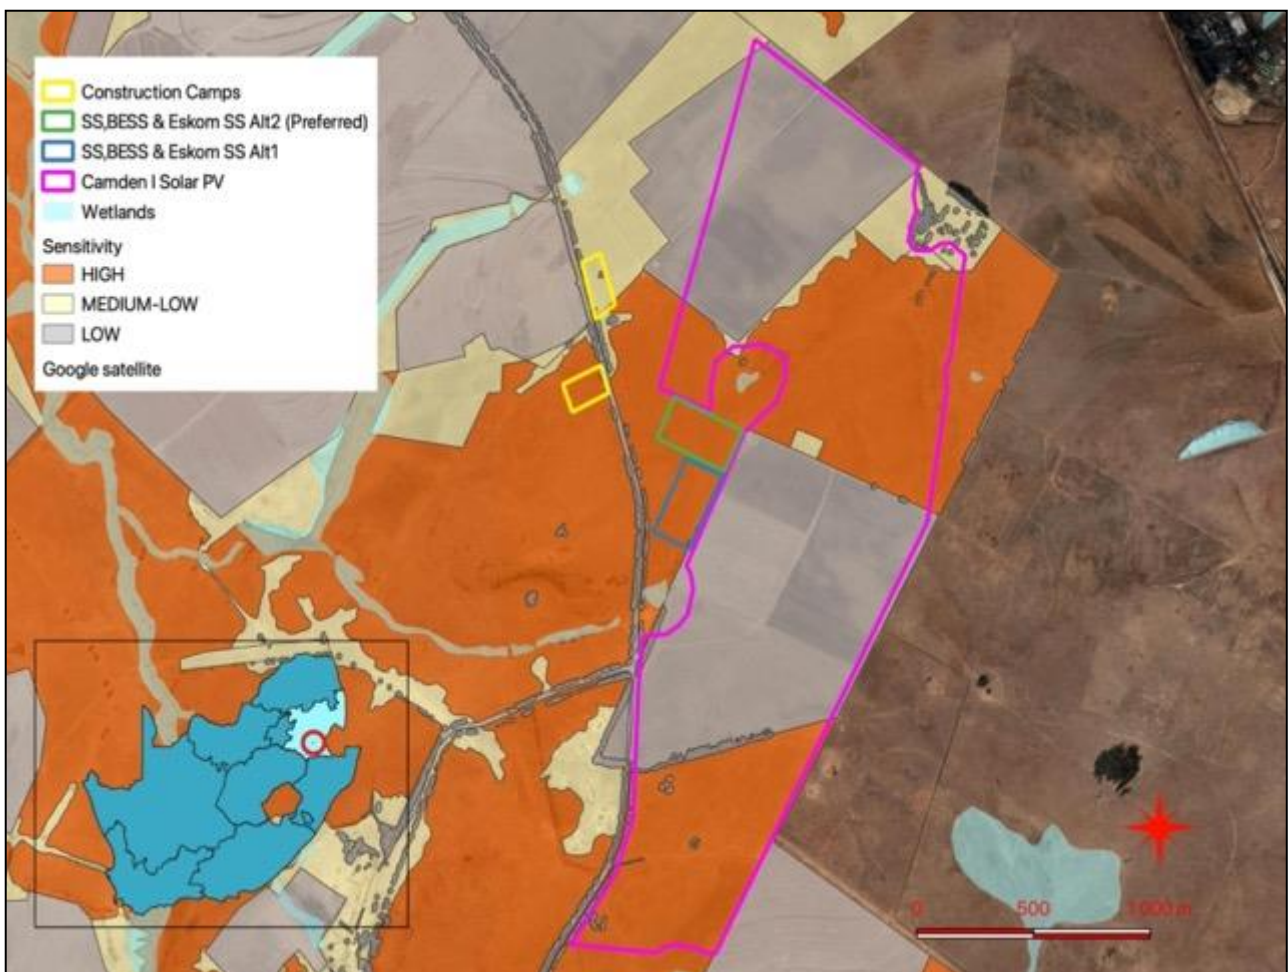 Construction Camps
SS,BESS & Eskom SS Alt2 (Preferred)
SS,BESS & Eskom SS Alt1
Camden I Solar PV
Wetlands
Sensitivity
HIGH
MEDIUM-LOW
LOW
Google satellite
0 500 1000 m